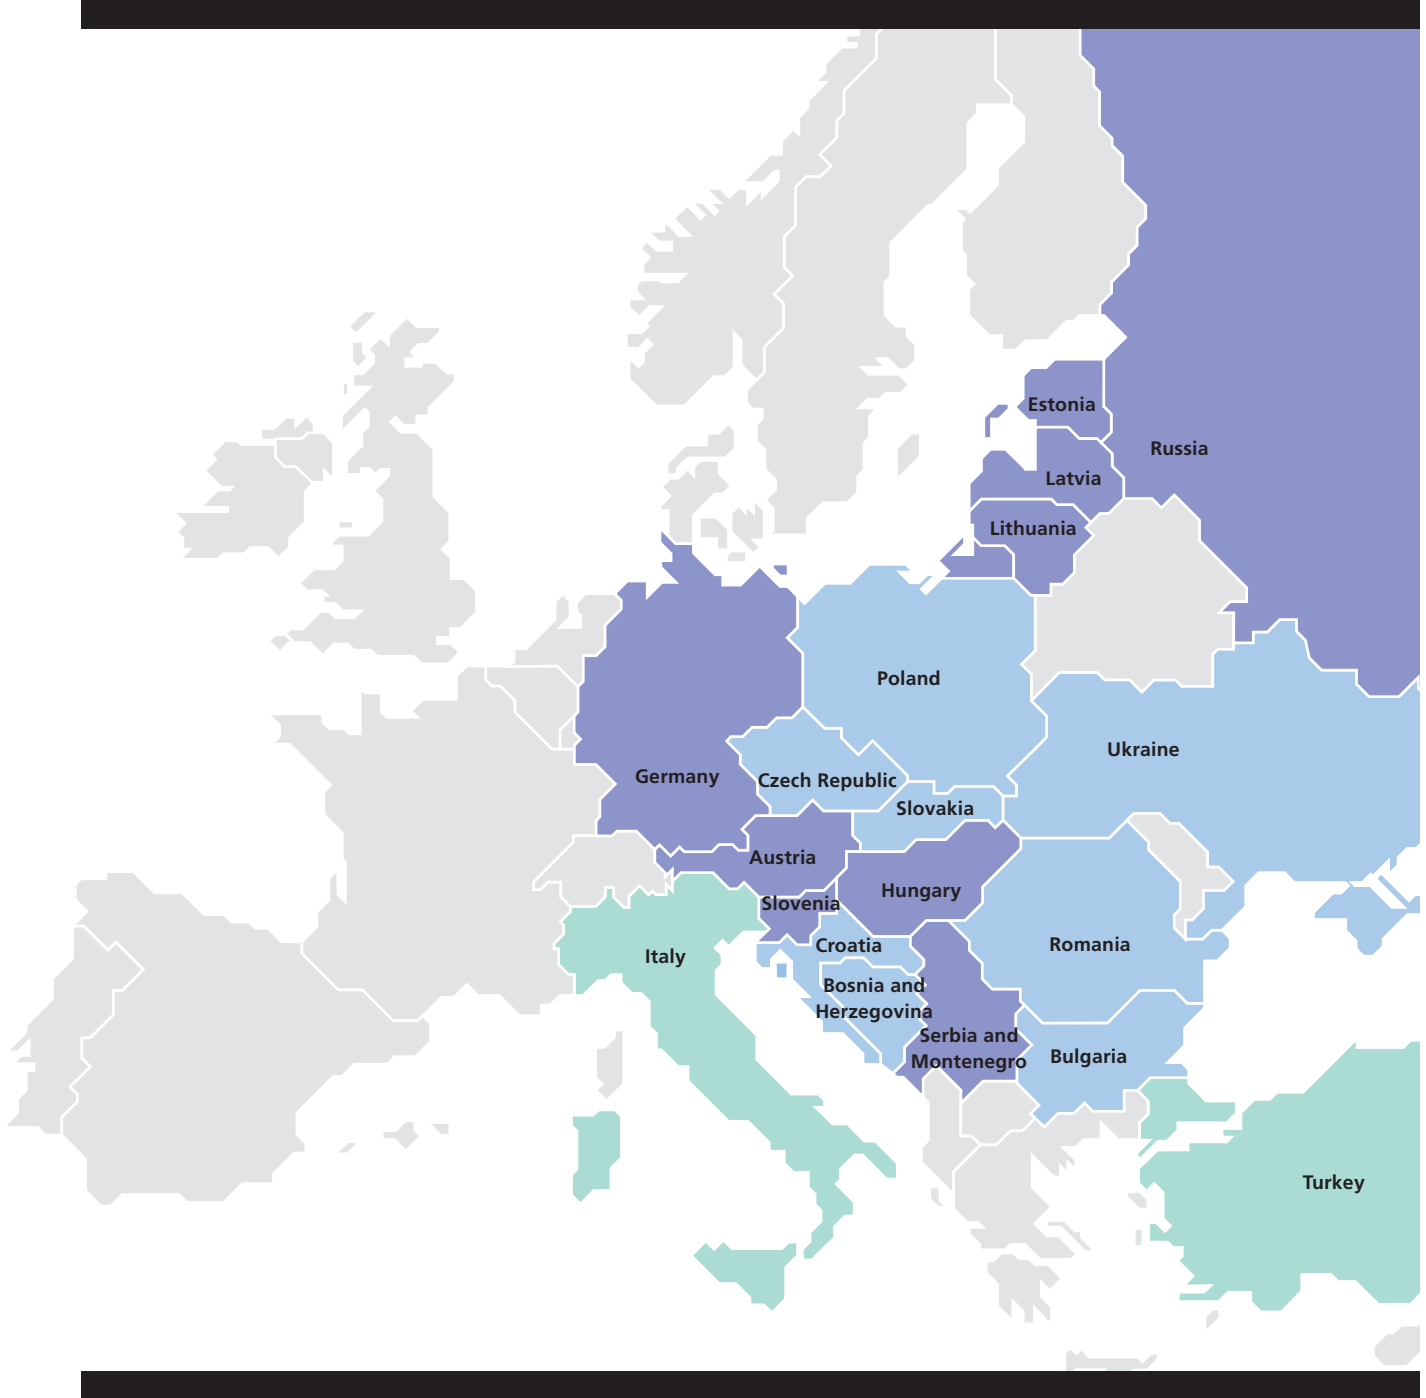 Estonia
Russia
Latvia
Lithuania
Poland
Ukraine
Germany
Czech Republic
Slovakia
Austria
Hungary
Slovenia
Croatia
Romania
Italy
Bosnia and
Herzegovina
Serbia and
Montenegro
Bulgaria
Turkey